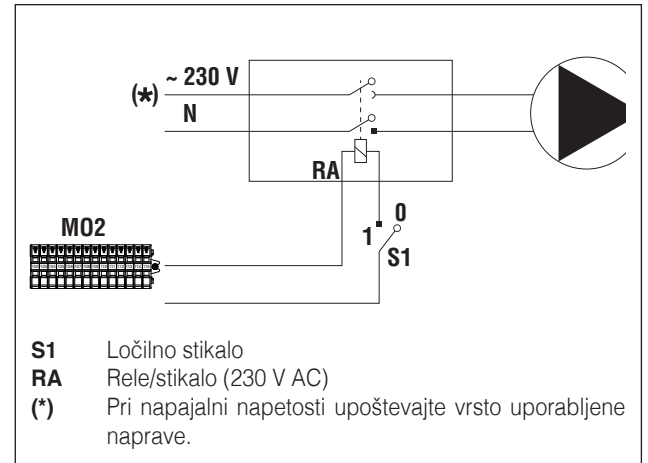 ~ 230 V
(*)
N
RA
MO2
0
1
S1
S1 Ločilno stikalo
RA Rele/stikalo (230 V AC)
(*) Pri napajalni napetosti upoštevajte vrsto uporabljene
naprave.